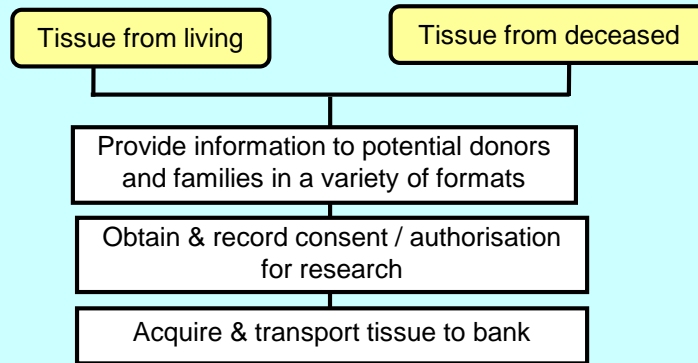 Tissue from living
Tissue from deceased
Provide information to potential donors
and families in a variety of formats
Obtain & record consent / authorisation
for research
Acquire & transport tissue to bank